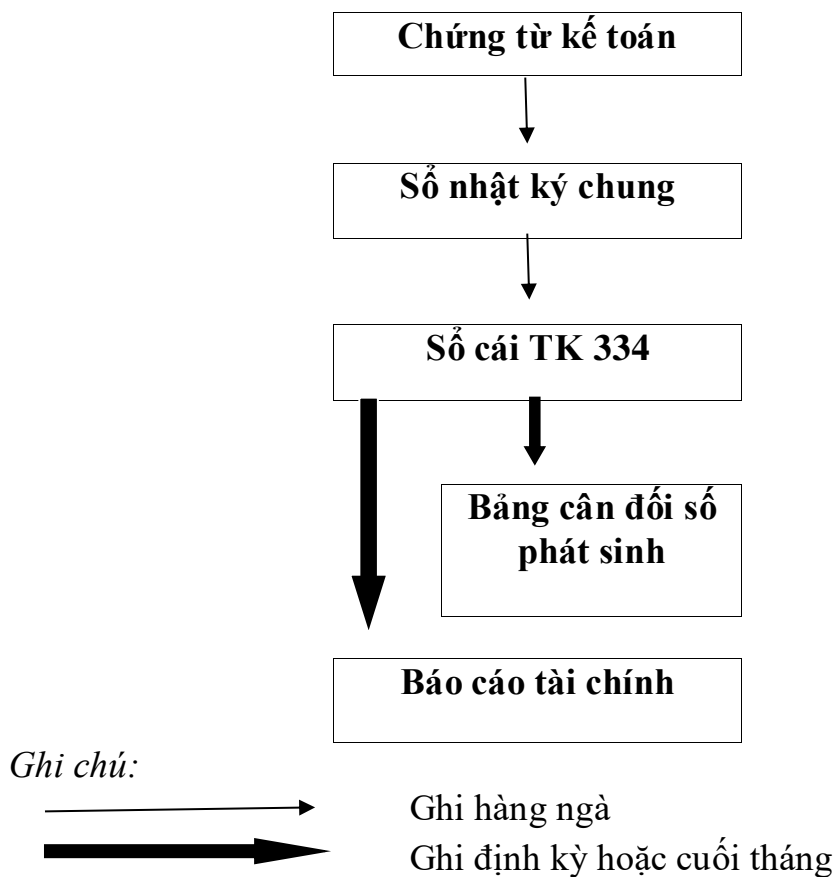 Chứng từ kế toán
Sổ nhật ký chung
Sổ cái TK 334
Bảng cân đối số
phát sinh
Báo cáo tài chính
Ghi chú:
Ghi hàng ngà
Ghi định kỳ hoặc cuối tháng